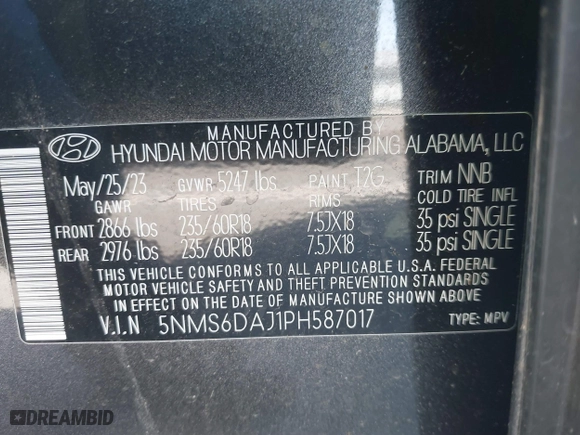 MANUFACTURED BY
HYUNDAI MOTOR MANUFACTURING ALABAMA, LLC
May/25/23 GVWR 5247 lbs PAINT T2G TRIM NNB
GAWR TIRES RIMS COLD TIRE INFL
FRONT 2866 lbs 235/60R18 7.5JX18 35 psi SINGLE
REAR 2976 lbs 235/60R18 7.5JX18 35 psi SINGLE
THIS VEHICLE CONFORMS TO ALL APPLICABLE U.S.A. FEDERAL
MOTOR VEHICLE SAFETY BUMPER, AND THEFT PREVENTION STANDARDS
IN EFFECT ON THE DATE OF MANUFACTURE SHOWN ABOVE.
V.I.N 5NMS6DAJ1PH587017 TYPE: MPV
DREAMBID